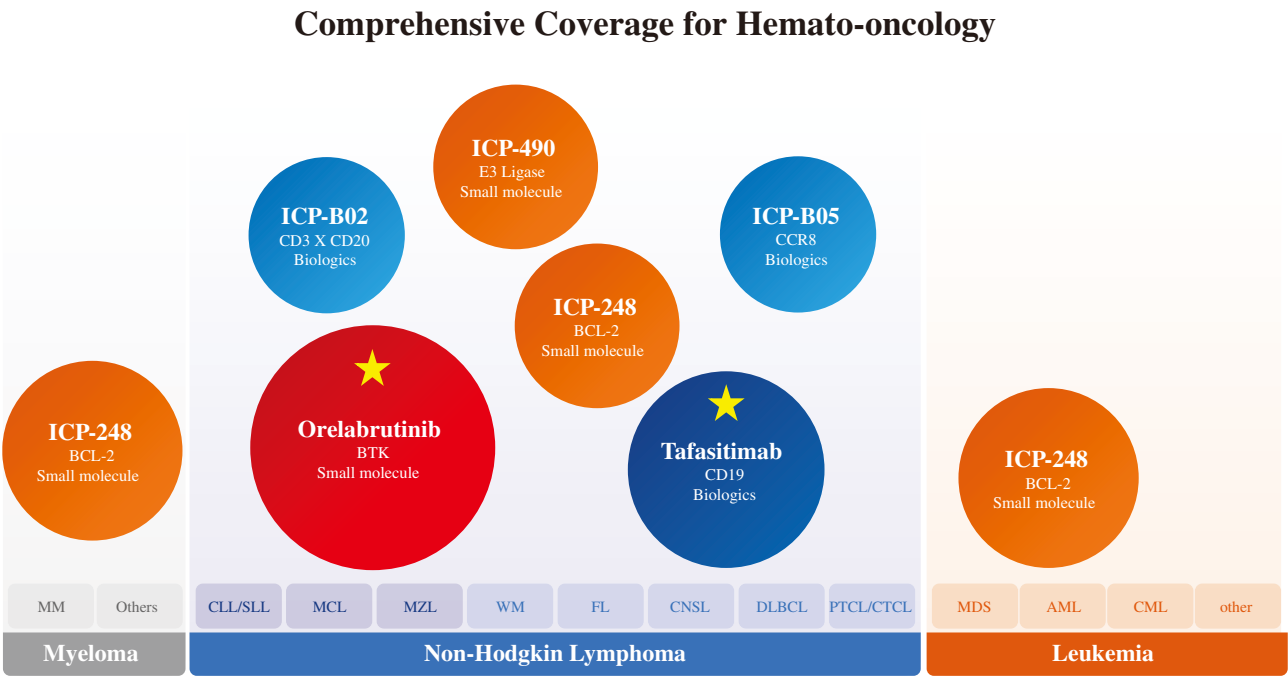 Comprehensive Coverage for Hemato-oncology
ICP-490
E3 Ligase
Small molecule
ICP-B02
CD3 X CD20
Biologics
ICP-B05
CCR8
Biologics
ICP-248
BCL-2
Small molecule
Orelabrutinib
BTK
Small molecule
Tafasitimab
CD19
Biologics
ICP-248
BCL-2
Small molecule
ICP-248
BCL-2
Small molecule
MM Others CLL/SLL MCL MZL WM FL CNSL DLBCL PTCL/CTCL MDS AML CML other
Myeloma Non-Hodgkin Lymphoma Leukemia